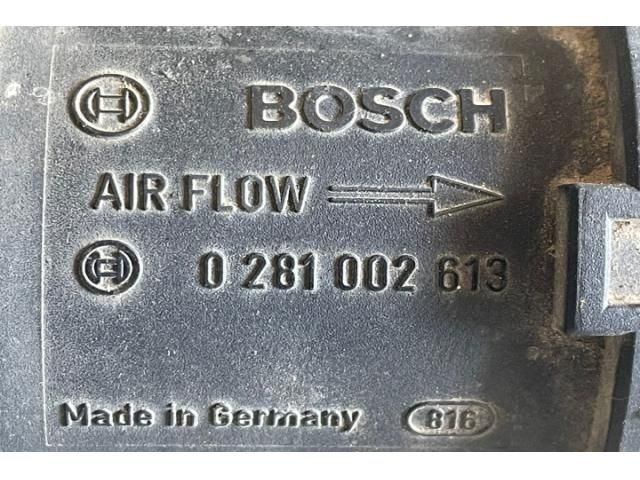 BOSCH
AIR FLOW
0 281 002 613
Made in Germany 816